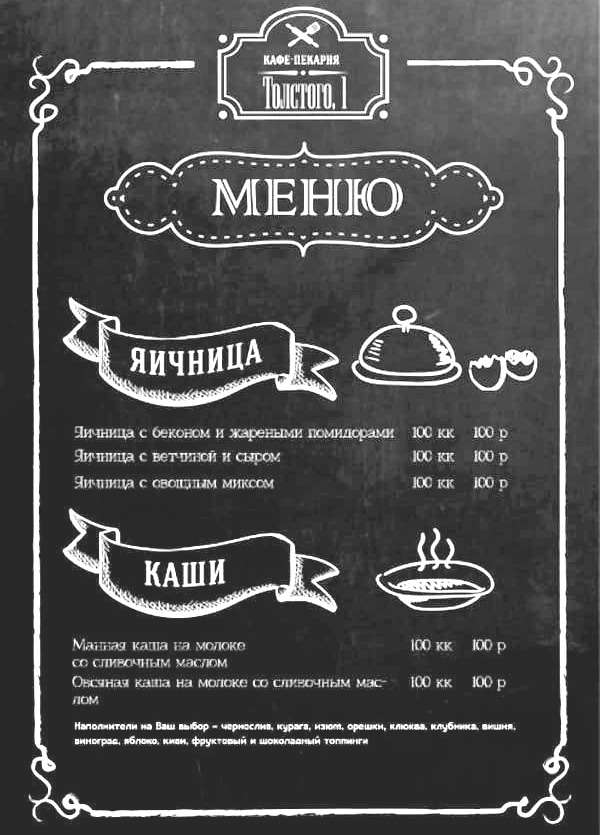 КАФЕ-ПЕКАРНЯ
Толстого, 1
МЕНЮ
ЯИЧНИЦА
Яичница с беконом и жареными помидорами 100 кк 100 р
Яичница с ветчиной и сыром 100 кк 100 р
Яичница с овощным миксом 100 кк 100 р
КАШИ
Манная каша на молоке 100 кк 100 р
со сливочным маслом
Овсяная каша на молоке со сливочным мас- 100 кк 100 р
лом
Наполнители на Ваш выбор – чернослив, курага, изюм, орешки, клюква, клубника, вишня,
виноград, яблоко, киви, фруктовый и шоколадный топпинги